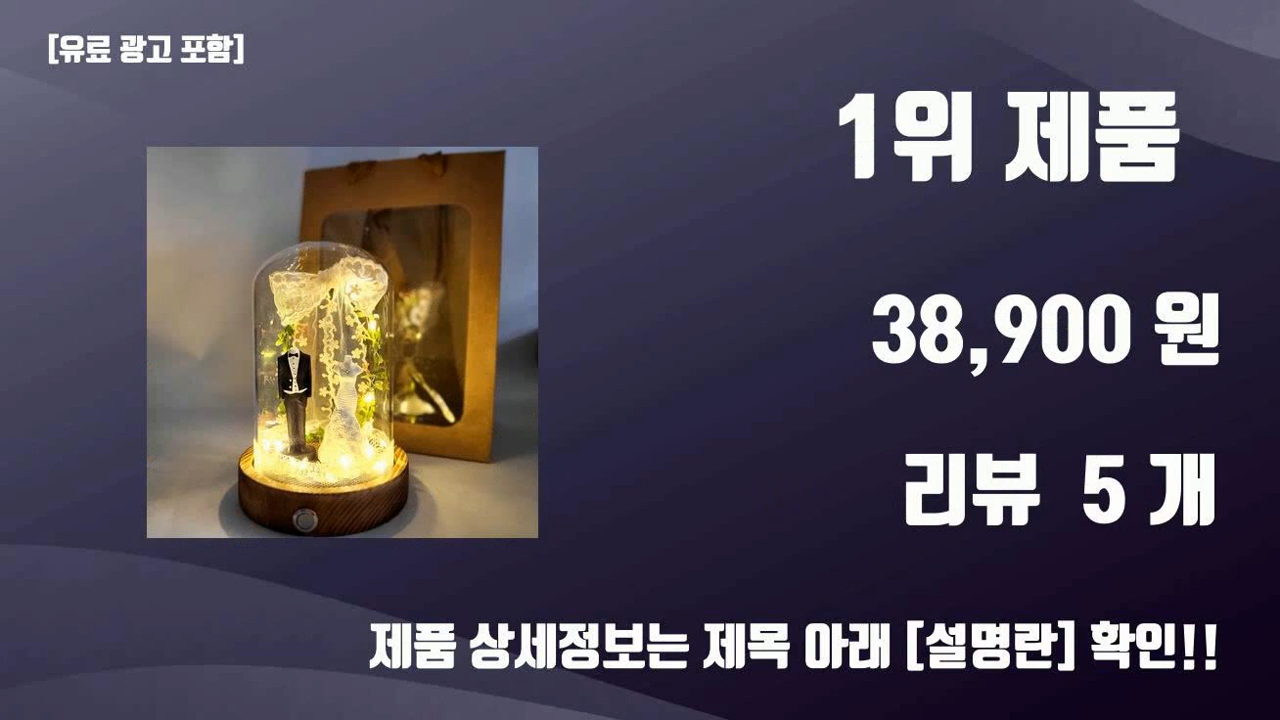 [유료 광고 포함]
1위 제품
38,900 원
리뷰 5 개
제품 상세정보는 제목 아래 [설명란] 확인!!